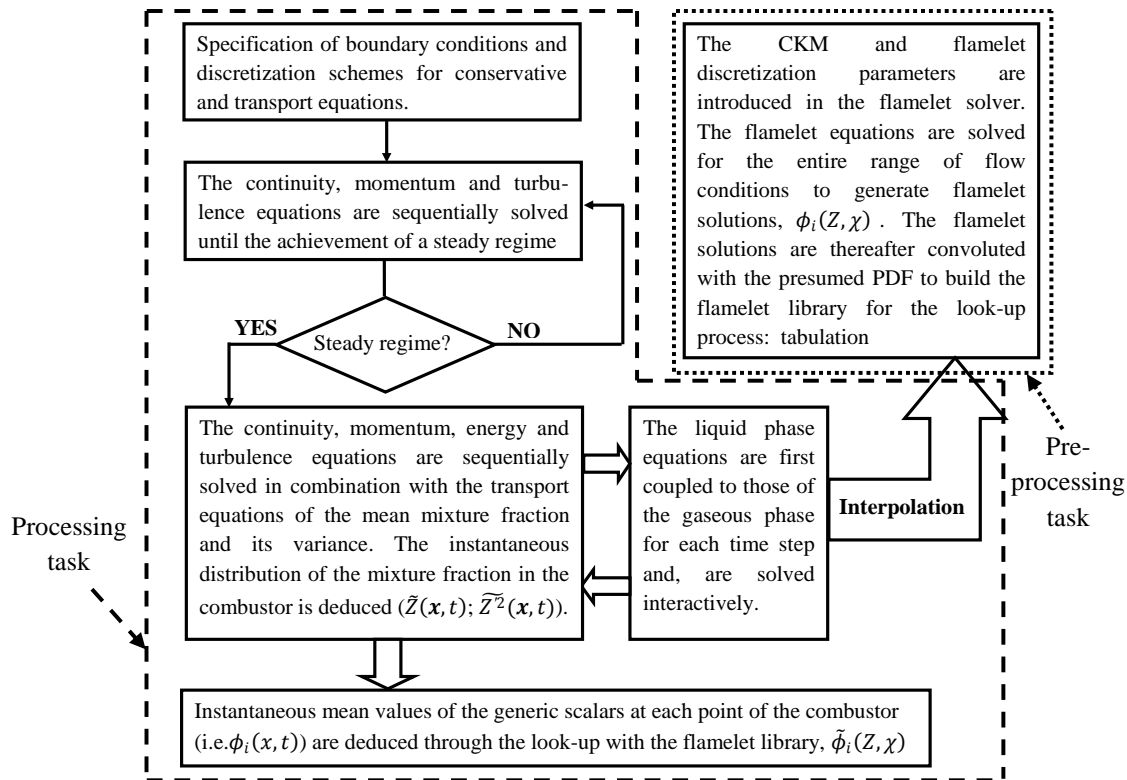 Specification of boundary conditions and
discretization schemes for conservative
and transport equations.
The continuity, momentum and turbu-
lence equations are sequentially solved
until the achievement of a steady regime
YES
Steady regime?
NO
The continuity, momentum, energy and
turbulence equations are sequentially
solved in combination with the transport
equations of the mean mixture fraction
and its variance. The instantaneous
distribution of the mixture fraction in the
combustor is deduced (Z̃(x, t); Z̃′²(x, t)).
The liquid phase
equations are first
coupled to those of
the gaseous phase
for each time step
and, are solved
interactively.
Interpolation
Instantaneous mean values of the generic scalars at each point of the combustor
(i.e.ϕᵢ(x, t)) are deduced through the look-up with the flamelet library, ϕ̃ᵢ(Z, χ)
Processing
task
The CKM and flamelet
discretization parameters are
introduced in the flamelet solver.
The flamelet equations are solved
for the entire range of flow
conditions to generate flamelet
solutions, ϕᵢ(Z, χ) . The flamelet
solutions are thereafter convoluted
with the presumed PDF to build the
flamelet library for the look-up
process: tabulation
Pre-
processing
task